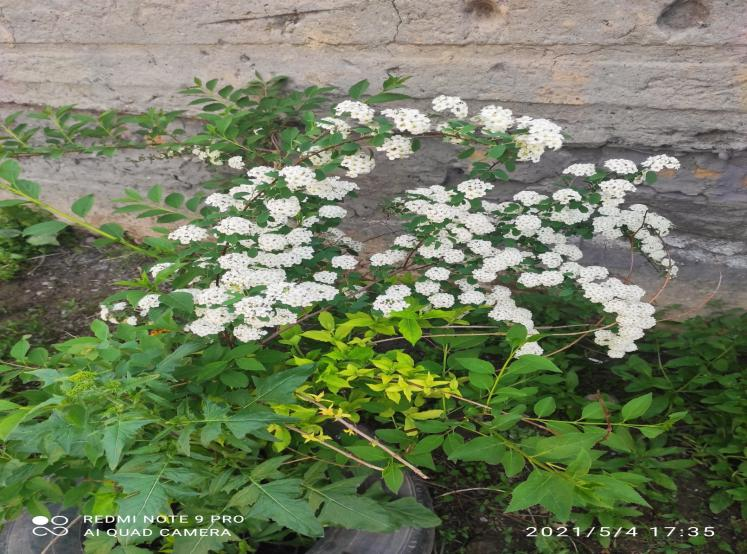 REDMI NOTE 9 PRO
AI QUAD CAMERA
2021/5/4 17:35